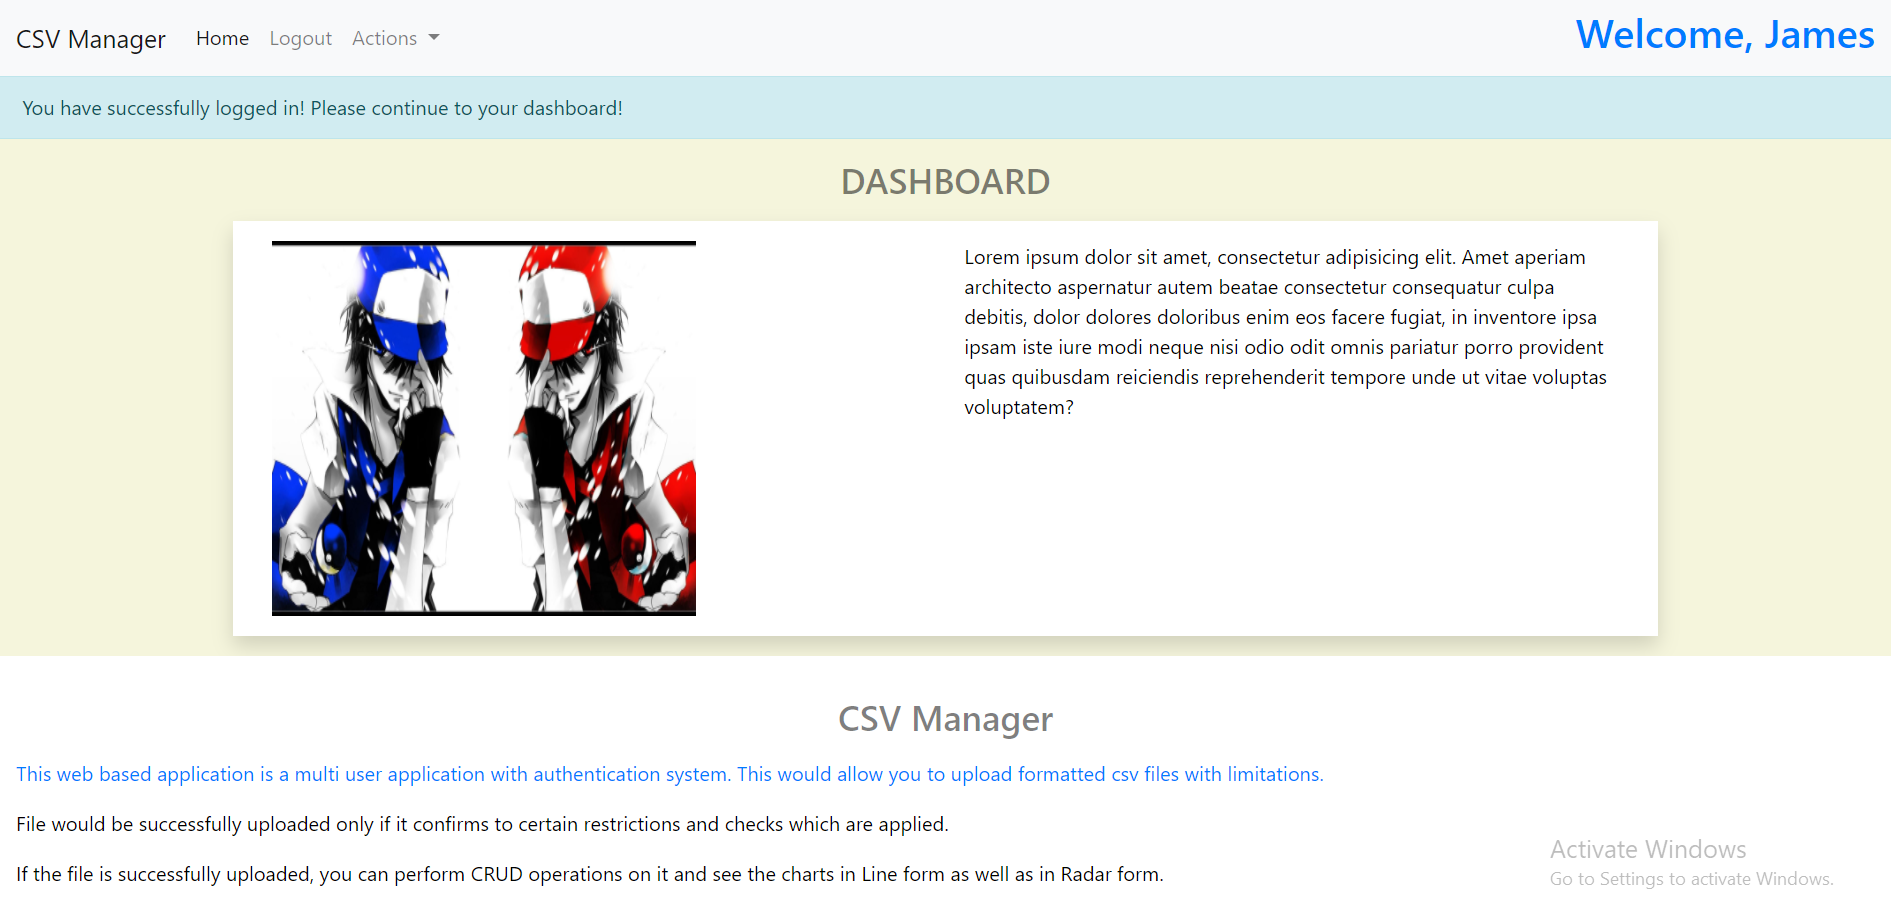 CSV Manager Home Logout Actions
Welcome, James
You have successfully logged in! Please continue to your dashboard!
DASHBOARD
Lorem ipsum dolor sit amet, consectetur adipisicing elit. Amet aperiam
architecto aspernatur autem beatae consectetur consequatur culpa
debitis, dolor dolores doloribus enim eos facere fugiat, in inventore ipsa
ipsam iste iure modi neque nisi odio odit omnis pariatur porro provident
quas quibusdam reiciendis reprehenderit tempore unde ut vitae voluptas
voluptatem?
CSV Manager
This web based application is a multi user application with authentication system. This would allow you to upload formatted csv files with limitations.
File would be successfully uploaded only if it confirms to certain restrictions and checks which are applied.
If the file is successfully uploaded, you can perform CRUD operations on it and see the charts in Line form as well as in Radar form.
Activate Windows
Go to Settings to activate Windows.